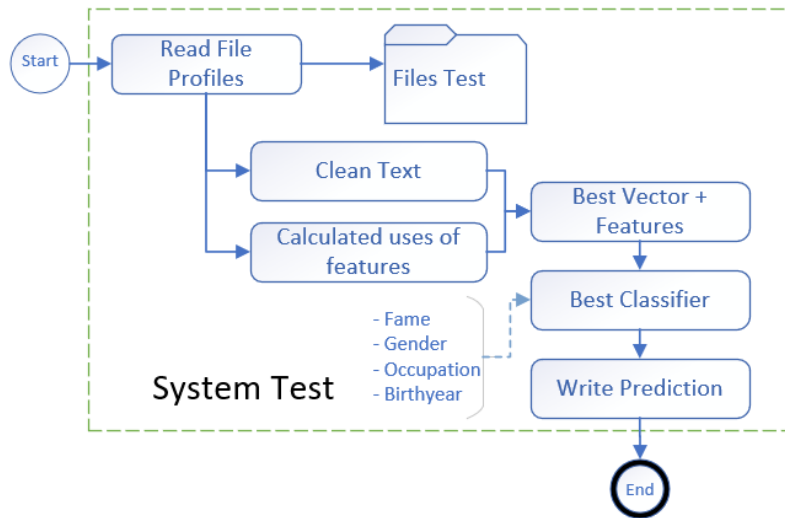 Start
Read File
Profiles
Files Test
Clean Text
Calculated uses of
features
Best Vector +
Features
Best Classifier
- Fame
- Gender
- Occupation
- Birthyear
System Test
Write Prediction
End